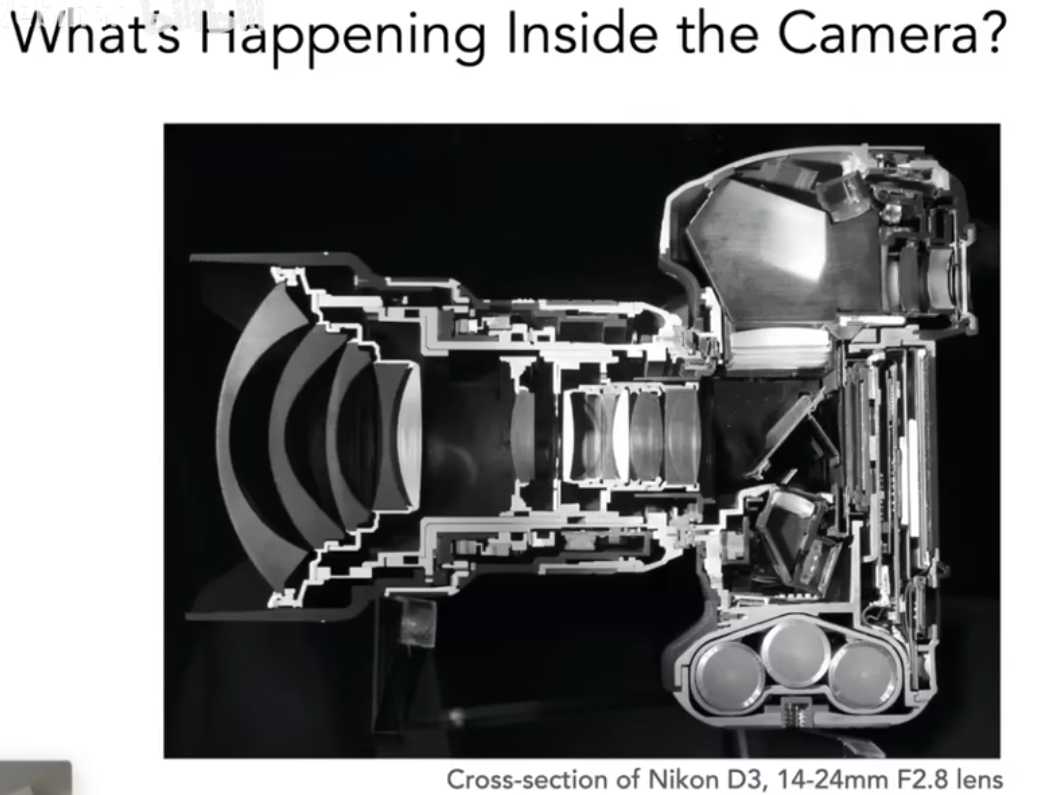 What's Happening Inside the Camera?
Cross-section of Nikon D3, 14-24mm F2.8 lens